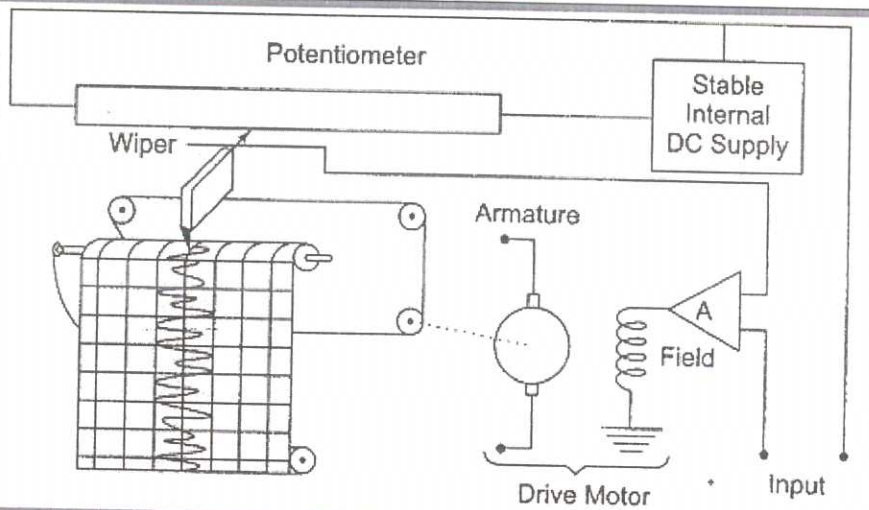 Potentiometer
Stable
Internal
DC Supply
Wiper
Armature
A
Field
Drive Motor
Input